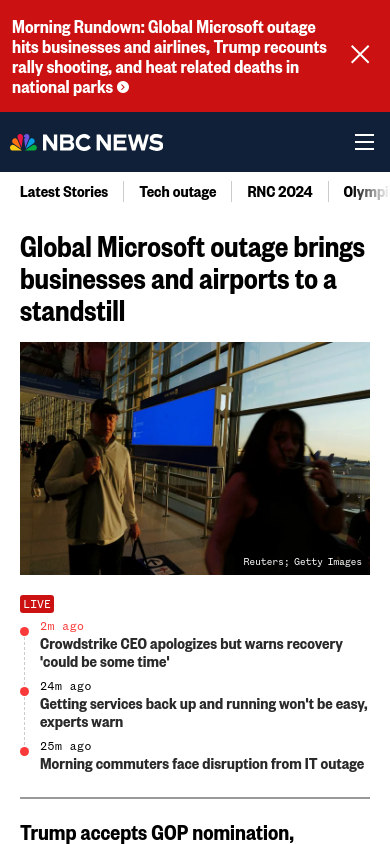 Morning Rundown: Global Microsoft outage
hits businesses and airlines, Trump recounts
rally shooting, and heat related deaths in
national parks
NBC NEWS
Latest Stories
Tech outage
RNC 2024
Olympi
Global Microsoft outage brings
businesses and airports to a
standstill
Reuters; Getty Images
LIVE
2m ago
Crowdstrike CEO apologizes but warns recovery
'could be some time'
24m ago
Getting services back up and running won't be easy,
experts warn
25m ago
Morning commuters face disruption from IT outage
Trump accepts GOP nomination,